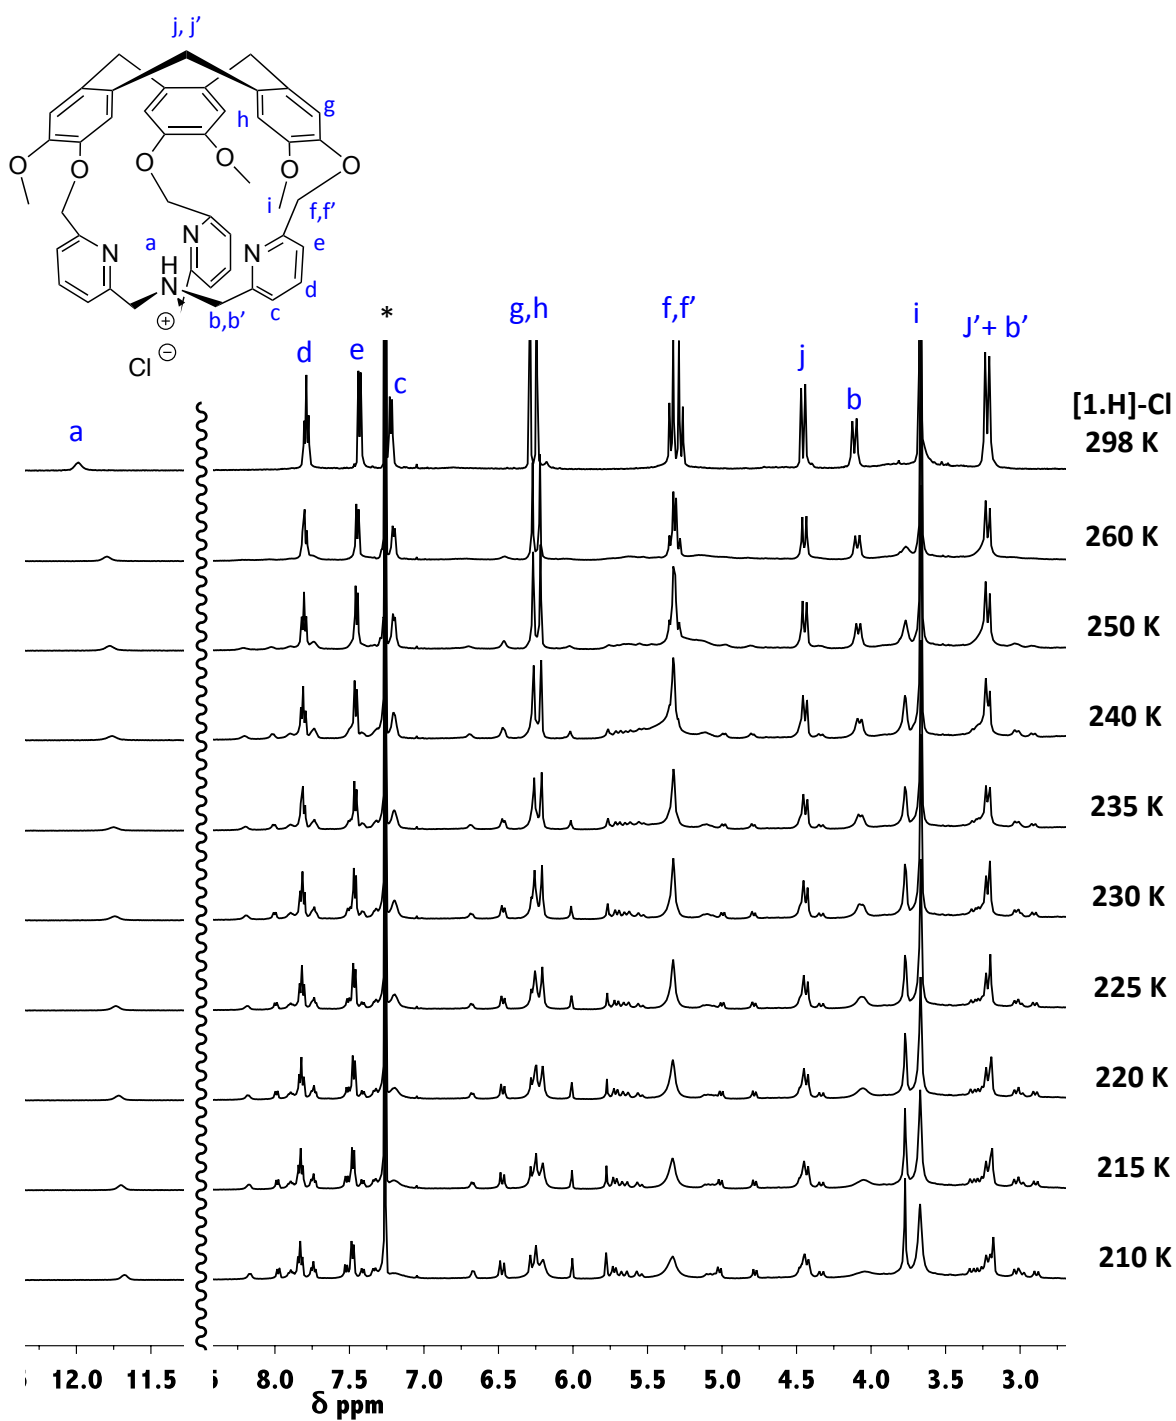 j, j’
g
h
O
O
O
O
O
O
i
f,f’
N
N
N
a
e
H
N
d
c
b,b’
+
−
Cl
*
g,h
f,f’
i
J’+ b’
d
e
c
j
b
a
[1.H]-Cl
298 K
260 K
250 K
240 K
235 K
230 K
225 K
220 K
215 K
210 K
12.0 11.5 8.0 7.5 7.0 6.5 6.0 5.5 5.0 4.5 4.0 3.5 3.0
δ ppm